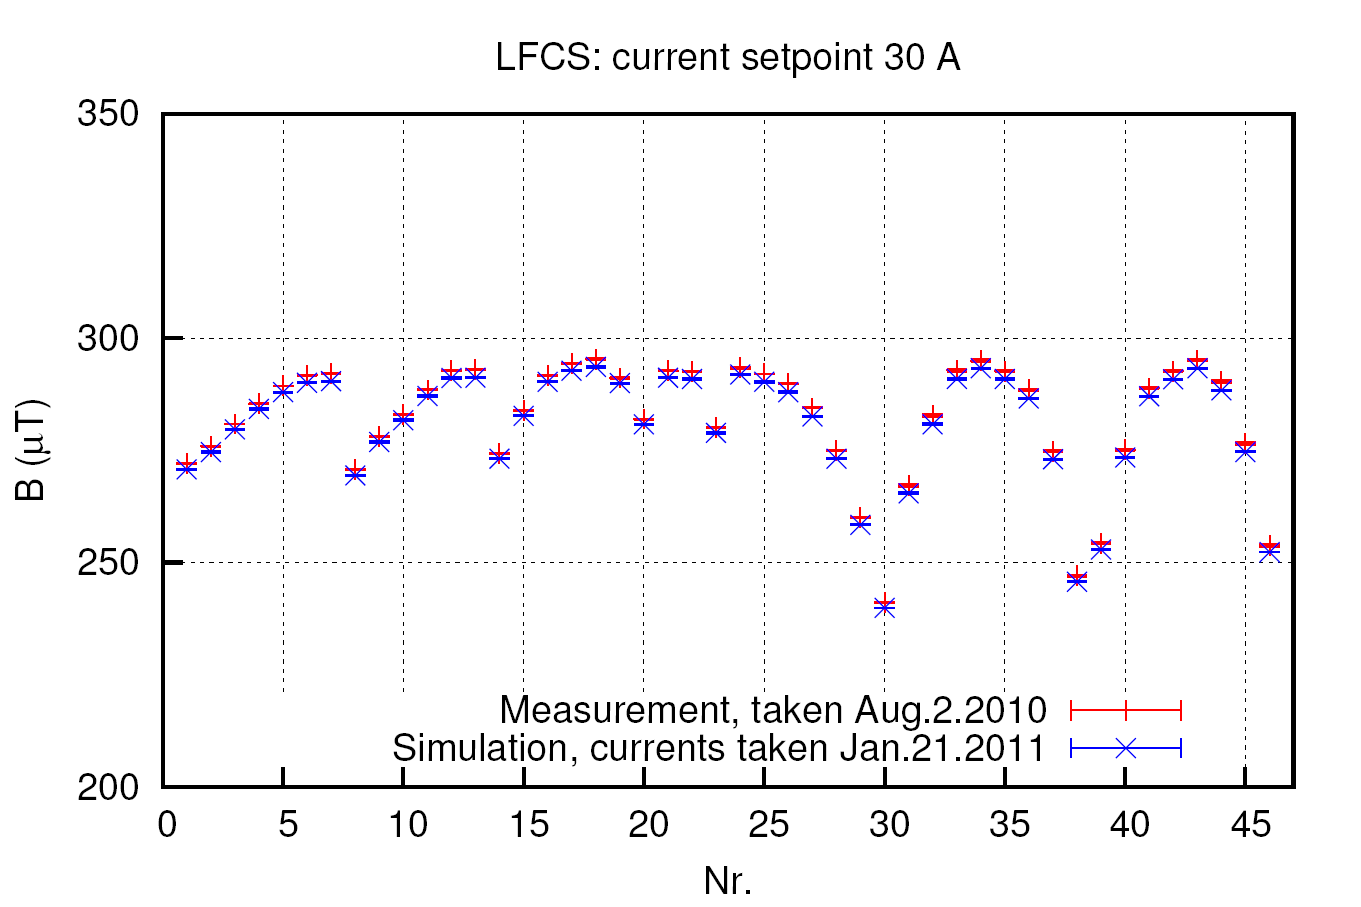 LFCS: current setpoint 30 A
350
300
250
200
B (μT)
Measurement, taken Aug.2.2010
Simulation, currents taken Jan.21.2011
0 5 10 15 20 25 30 35 40 45
Nr.